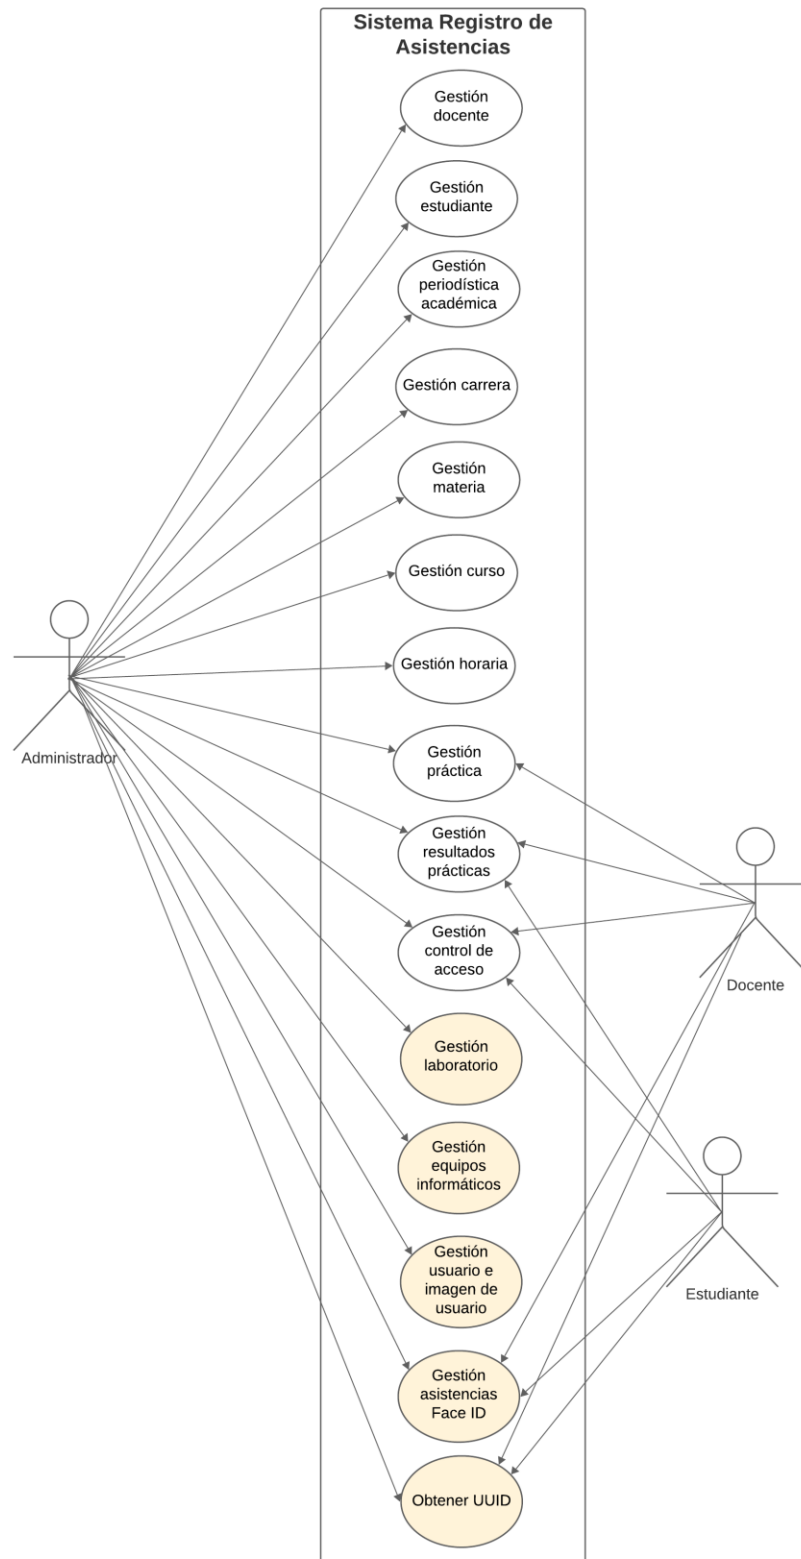 Sistema Registro de
Asistencias
Gestión
docente
Gestión
estudiante
Gestión
periodística
académica
Gestión carrera
Gestión
materia
Gestión curso
Gestión horaria
Administrador
Gestión
práctica
Gestión
resultados
prácticas
Gestión
control de
acceso
Docente
Gestión
laboratorio
Gestión
equipos
informáticos
Gestión
usuario e
imagen de
usuario
Estudiante
Gestión
asistencias
Face ID
Obtener UUID